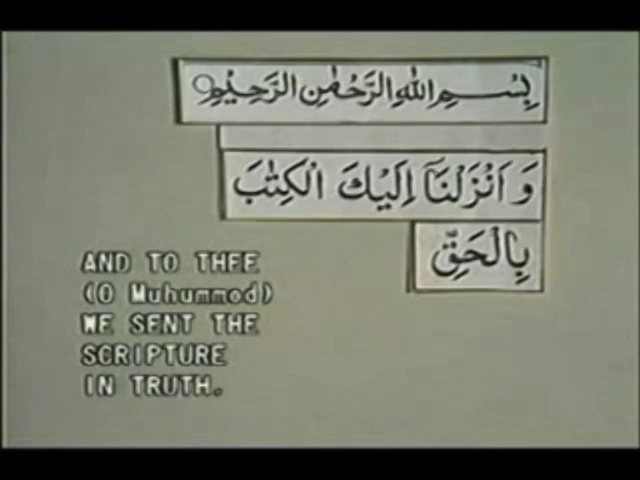 بِسْمِ اللّٰهِ الرَّحْمٰنِ الرَّحِيْمِ
وَاَنْزَلْنَآ اِلَيْكَ الْكِتٰبَ
بِالْحَقِّ
AND TO THEE
(O Muhummod)
WE SENT THE
SCRIPTURE
IN TRUTH.